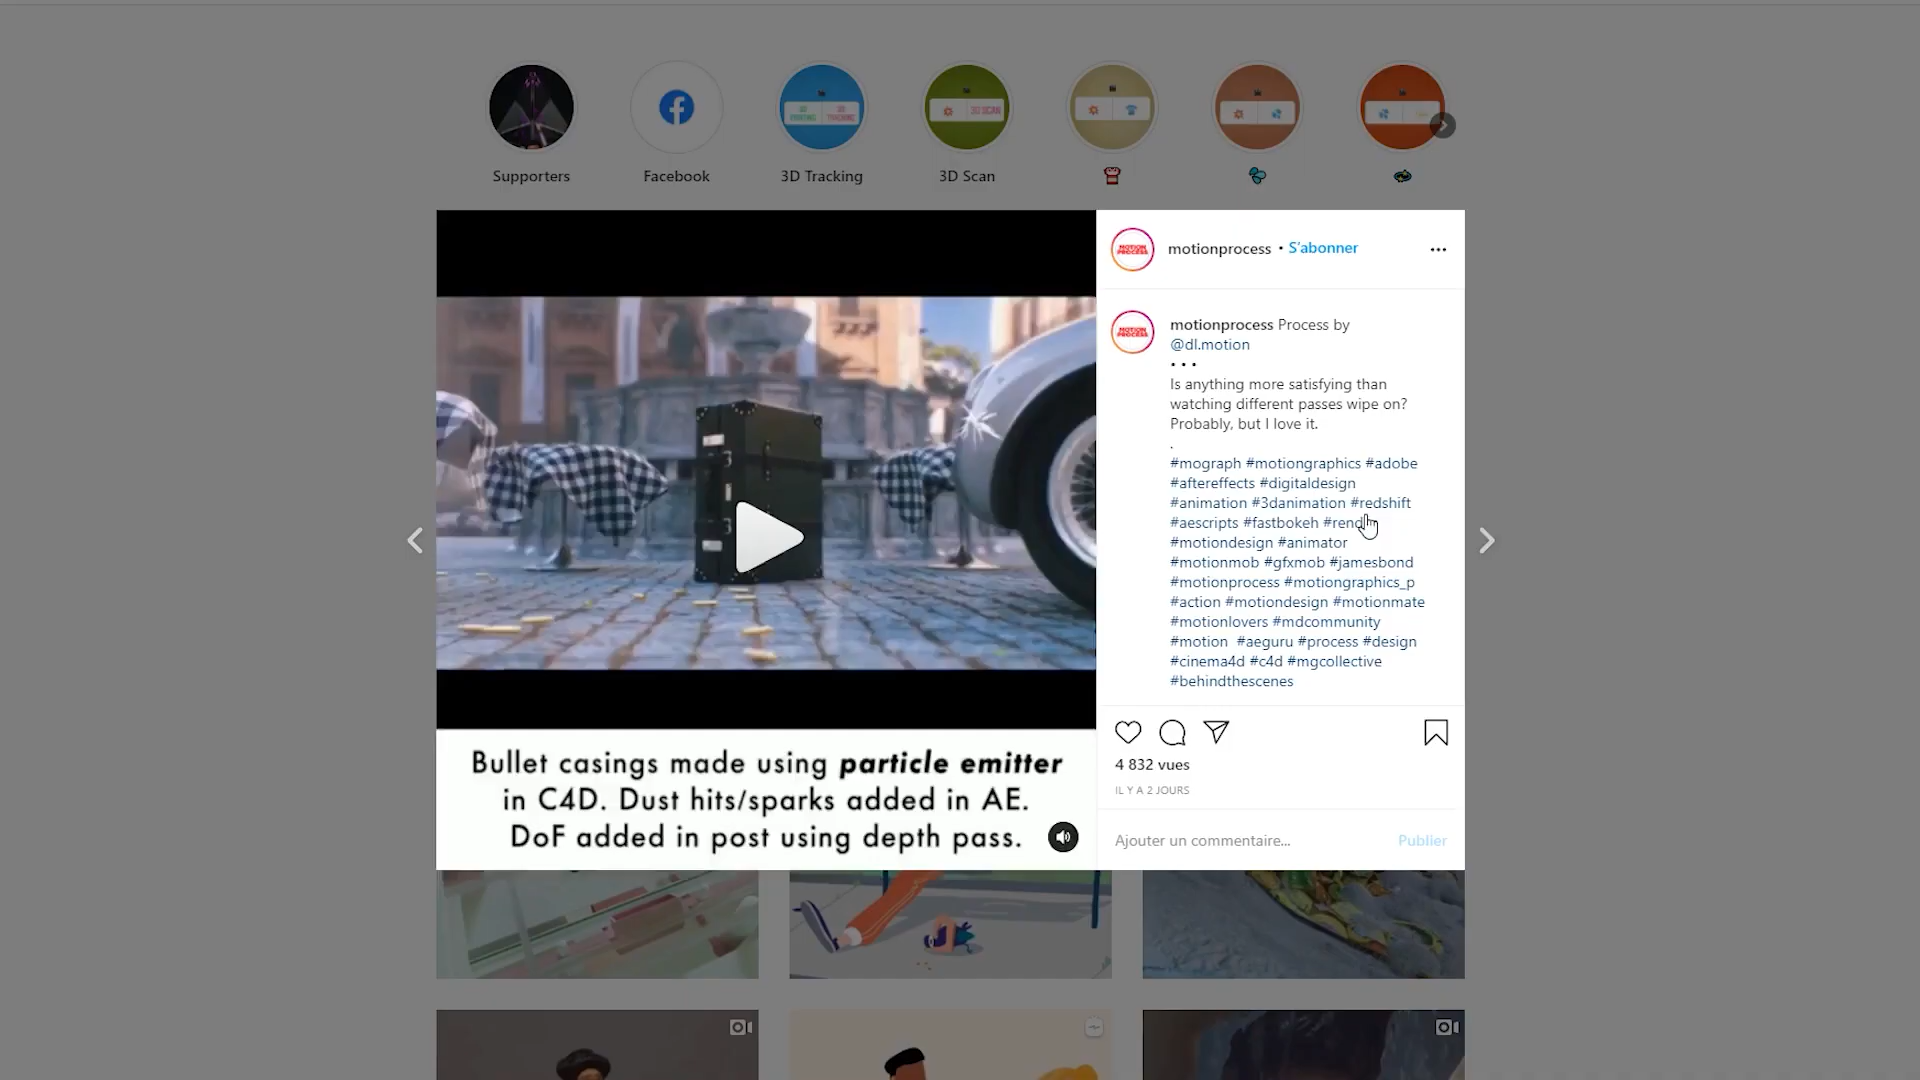 Supporters
Facebook
3D Tracking
3D Scan
MOTION PROCESS
motionprocess • S'abonner
MOTION PROCESS
motionprocess Process by
@dl.motion
• • •
Is anything more satisfying than
watching different passes wipe on?
Probably, but I love it.
.
#mograph #motiongraphics #adobe
#aftereffects #digitaldesign
#animation #3danimation #redshift
#aescripts #fastbokeh
#motiondesign #animator
#motionmob #gfxmob #jamesbond
#motionprocess #motiongraphics_p
#action #motiondesign #motionmate
#motionlovers #mdcommunity
#motion #aeguru #process #design
#cinema4d #c4d #mgcollective
#behindthescenes
4 832 vues
IL Y A 2 JOURS
Ajouter un commentaire... Publier
Bullet casings made using particle emitter
in C4D. Dust hits/sparks added in AE.
DoF added in post using depth pass.